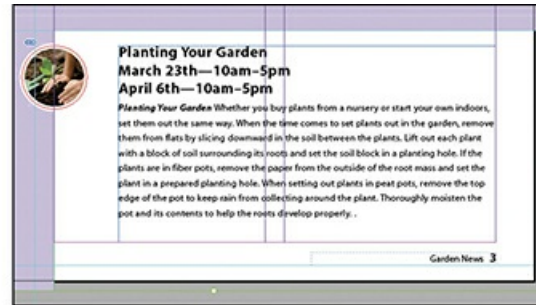 Planting Your Garden
March 23th—10am–5pm
April 6th—10am–5pm
Planting Your Garden Whether you buy plants from a nursery or start your own indoors,
set them out the same way. When the time comes to set plants out in the garden, remove
them from flats by slicing downward in the soil between the plants. Lift out each plant
with a block of soil surrounding its roots and set the soil block in a planting hole. If the
plants are in fiber pots, remove the paper from the outside of the root mass and set the
plant in a prepared planting hole. When setting out plants in peat pots, remove the top
edge of the pot to keep rain from collecting around the plant. Thoroughly moisten the
pot and its contents to help the roots develop properly. .
Garden News 3